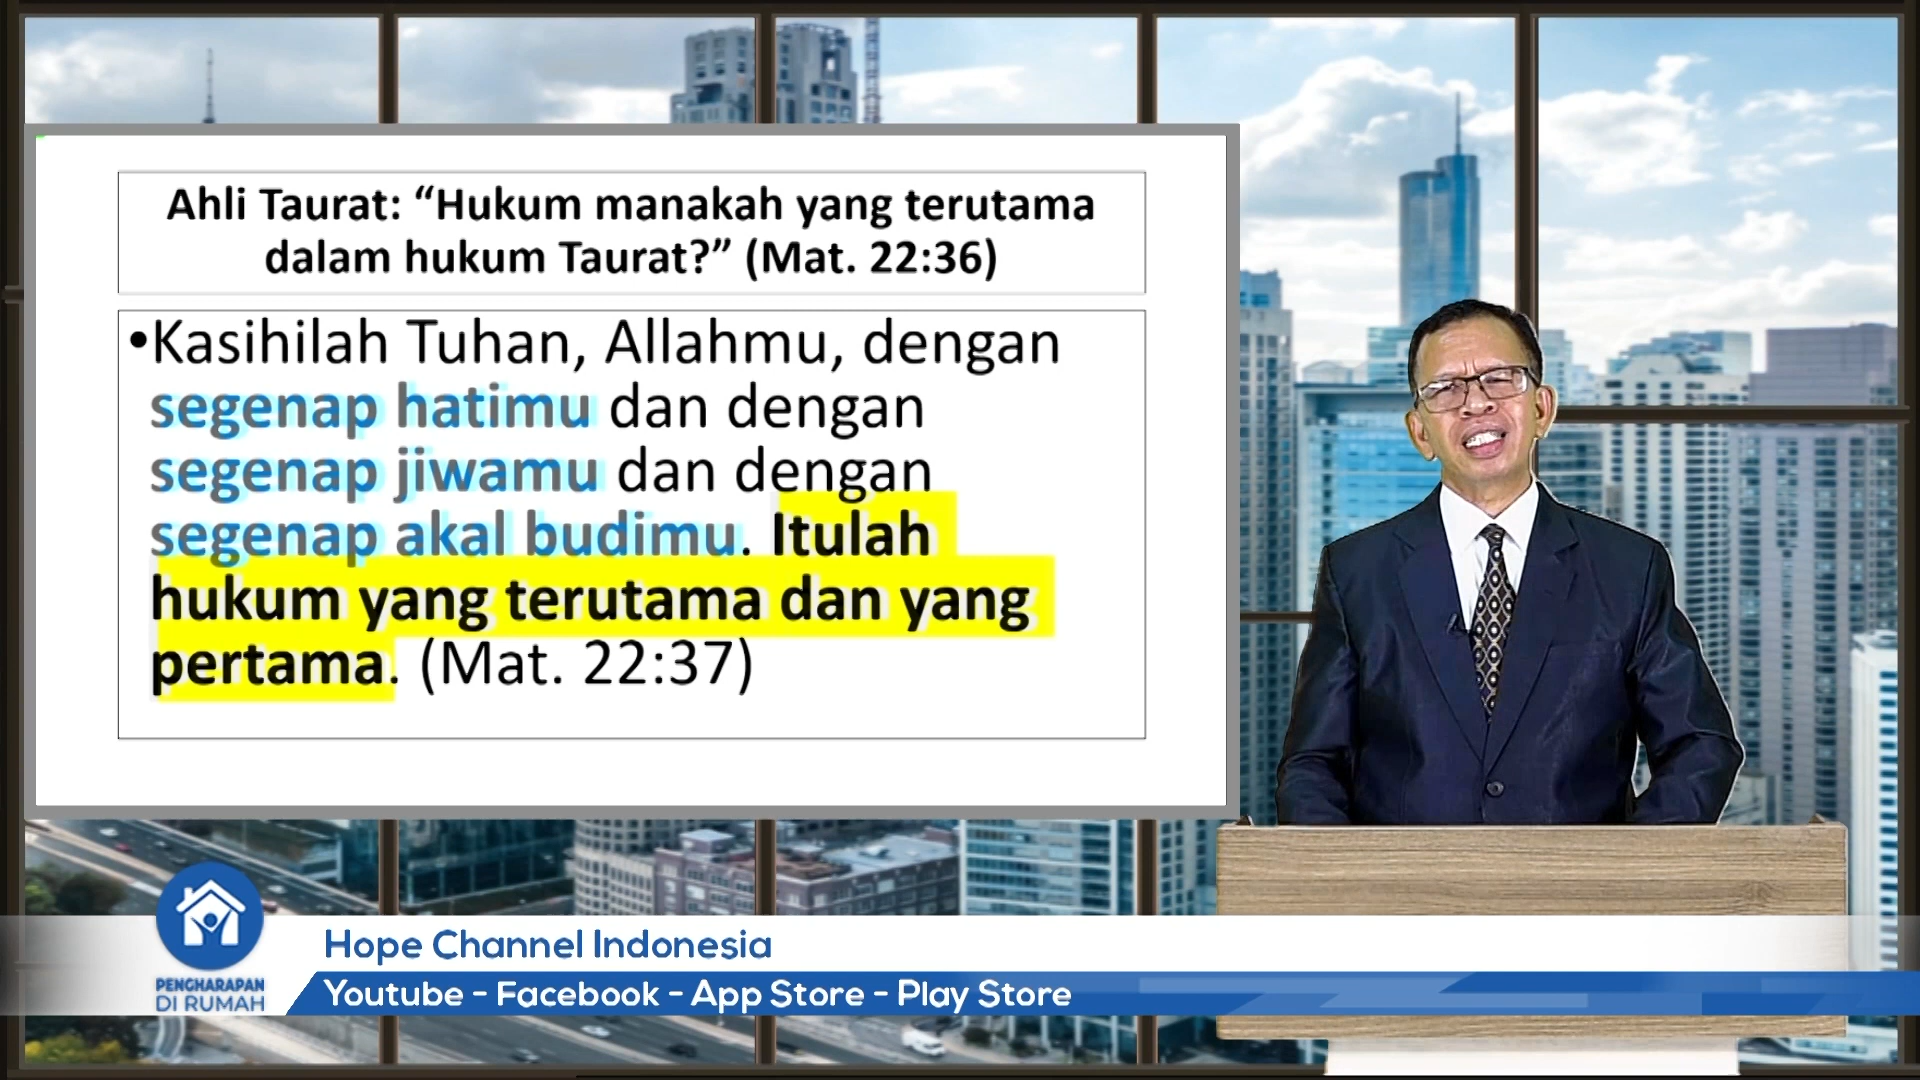 Ahli Taurat: “Hukum manakah yang terutama
dalam hukum Taurat?” (Mat. 22:36)
•Kasihilah Tuhan, Allahmu, dengan
segenap hatimu dan dengan
segenap jiwamu dan dengan
segenap akal budimu. Itulah
hukum yang terutama dan yang
pertama. (Mat. 22:37)
PENGHARAPAN
DI RUMAH
Hope Channel Indonesia
Youtube - Facebook - App Store - Play Store